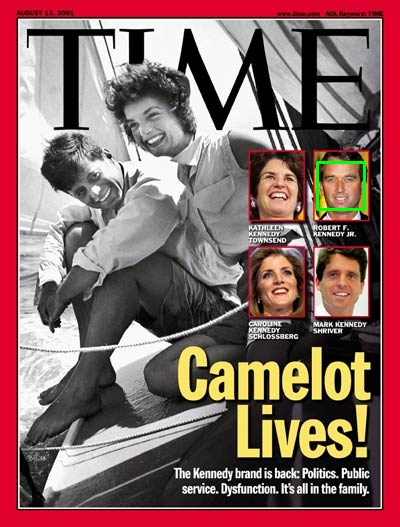 AUGUST 13, 2001
www.time.com AOL Keyword: TIME
TIME
KATHLEEN
KENNEDY
TOWNSEND
ROBERT F.
KENNEDY JR.
CAROLINE
KENNEDY
SCHLOSSBERG
MARK KENNEDY
SHRIVER
Camelot
Lives!
The Kennedy brand is back: Politics. Public
service. Dysfunction. It's all in the family.